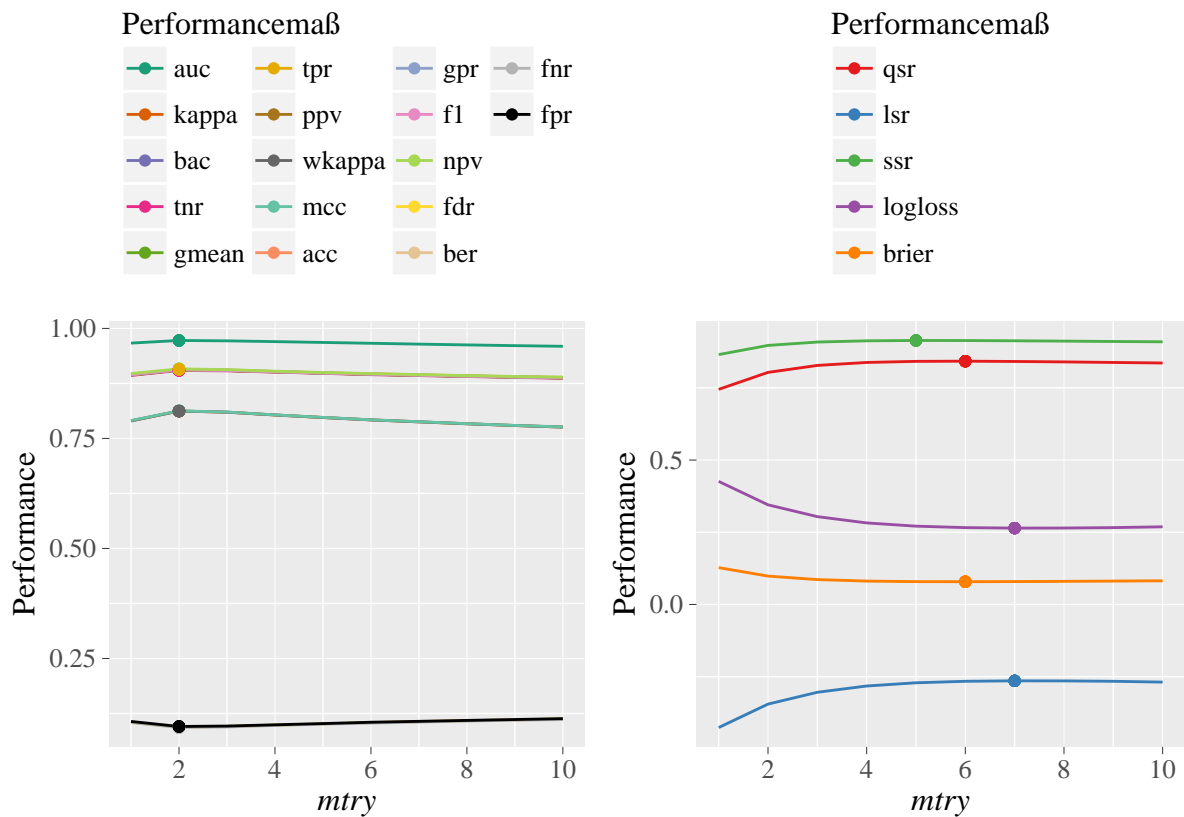 Performancemaß
auc tpr gpr fnr
kappa ppv f1 fpr
bac wkappa npv
tnr mcc fdr
gmean acc ber
1.00
0.75
0.50
0.25
Performance
2 4 6 8 10
mtry
Performancemaß
qsr
lsr
ssr
logloss
brier
0.5
0.0
Performance
2 4 6 8 10
mtry